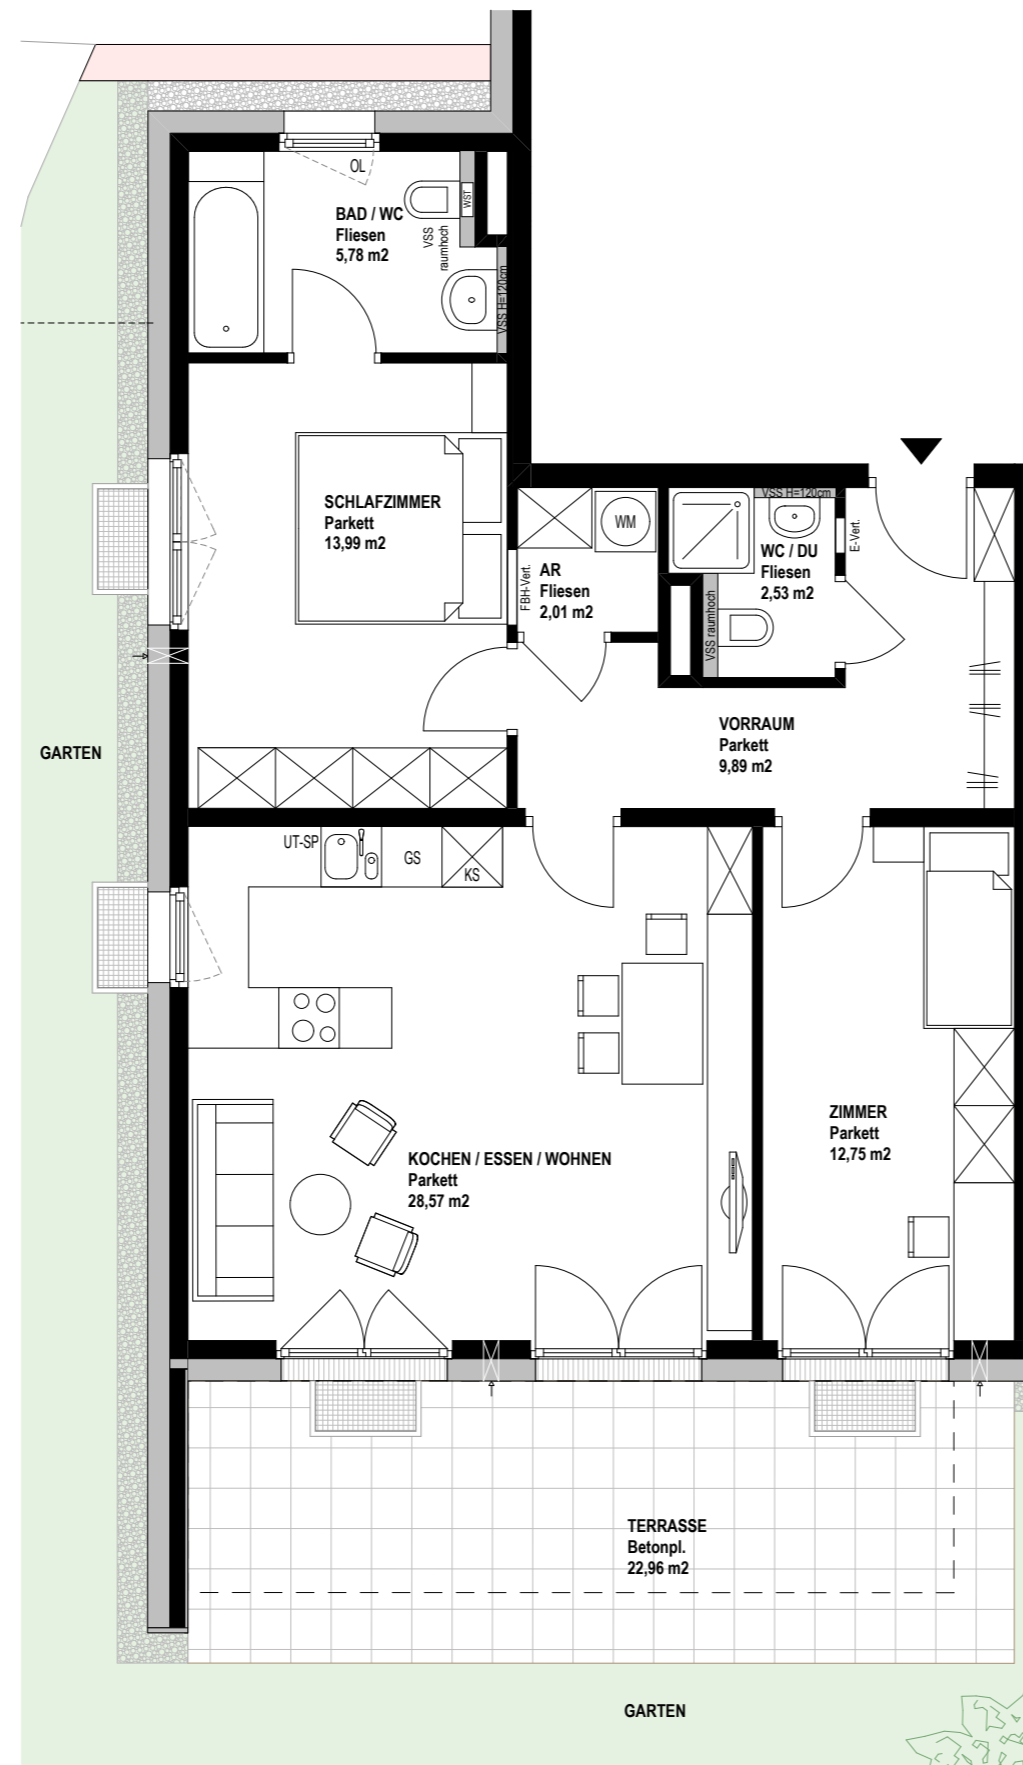 OL
BAD / WC
Fliesen
5,78 m2
VSS
raumhoch
WST
VSS H=120cm
SCHLAFZIMMER
Parkett
13,99 m2
WM
AR
Fliesen
2,01 m2
FBH-Vert.
VSS H=120cm
WC / DU
Fliesen
2,53 m2
VSS raumhoch
E-Vert.
GARTEN
VORRAUM
Parkett
9,89 m2
UT-SP
GS
KS
KOCHEN / ESSEN / WOHNEN
Parkett
28,57 m2
ZIMMER
Parkett
12,75 m2
TERRASSE
Betonpl.
22,96 m2
GARTEN